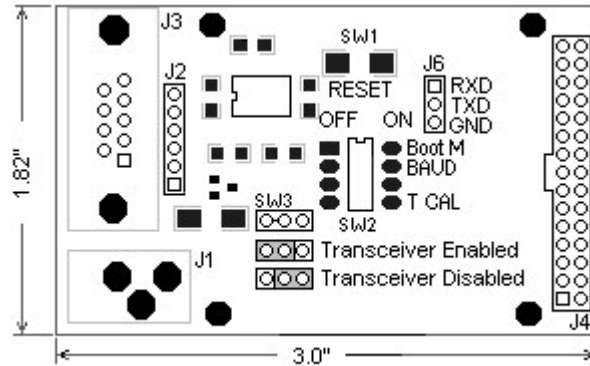 J3
SW1
J2
J6
RXD
TXD
GND
RESET
OFF ON
Boot M
BAUD
T CAL
1.82"
SW3
SW2
Transceiver Enabled
Transceiver Disabled
J1
J4
3.0"